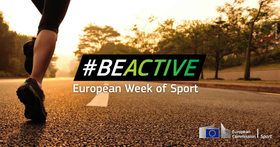 #BEACTIVE
European Week of Sport
European
Commission
Sport